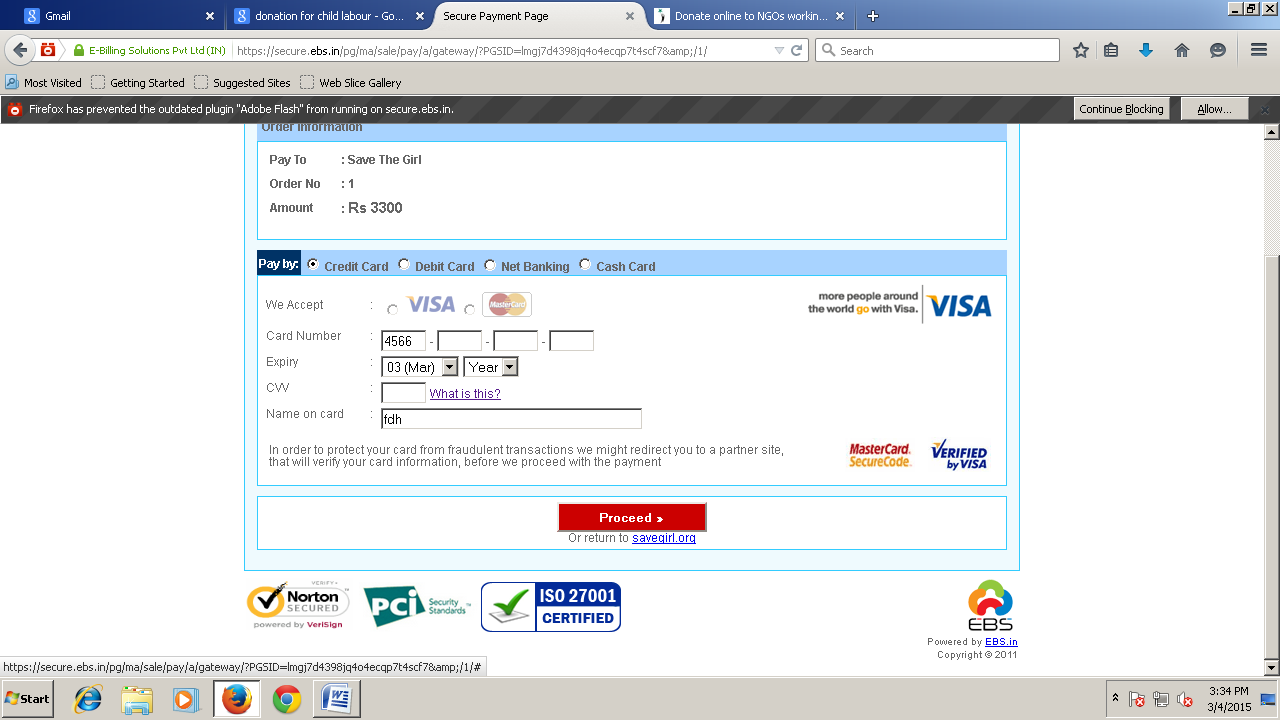 Gmail
donation for child labour - Go...
Secure Payment Page
Donate online to NGOs workin...
E-Billing Solutions Pvt Ltd (IN)
https://secure.ebs.in/pg/ma/sale/pay/a/gateway/?PGSID=lmgj7d4398jq4o4ecqp7t4scf7&amp;/1/
Search
Most Visited Getting Started Suggested Sites Web Slice Gallery
Firefox has prevented the outdated plugin "Adobe Flash" from running on secure.ebs.in.
Continue Blocking Allow...
Order Information
Pay To : Save The Girl
Order No : 1
Amount : Rs 3300
Pay by: Credit Card Debit Card Net Banking Cash Card
We Accept : VISA MasterCard
more people around
the world go with Visa. VISA
Card Number : 4566 - - -
Expiry : 03 (Mar) Year
CVV : What is this?
Name on card : fdh
In order to protect your card from fraudulent transactions we might redirect you to a partner site,
that will verify your card information, before we proceed with the payment
MasterCard.
SecureCode.
VERIFIED
by VISA
Proceed »
Or return to savegirl.org
VERIFY
Norton
SECURED
powered by VeriSign
PCI Security
Standards
ISO 27001
CERTIFIED
EBS
Powered by EBS.in
Copyright © 2011
https://secure.ebs.in/pg/ma/sale/pay/a/gateway/?PGSID=lmgj7d4398jq4o4ecqp7t4scf7&amp;/1/#
Start
3:34 PM
3/4/2015